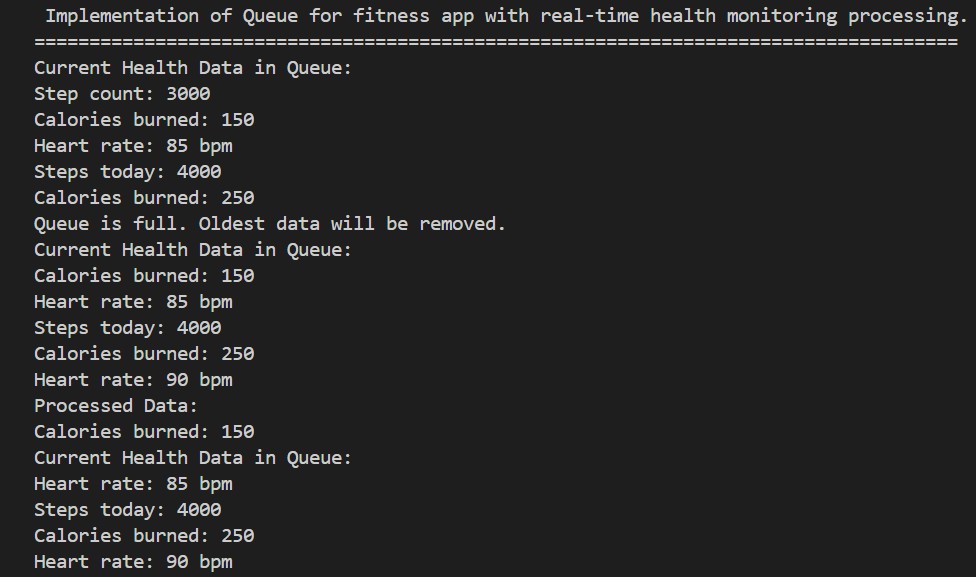 Implementation of Queue for fitness app with real-time health monitoring processing.
====================================================================================
Current Health Data in Queue:
Step count: 3000
Calories burned: 150
Heart rate: 85 bpm
Steps today: 4000
Calories burned: 250
Queue is full. Oldest data will be removed.
Current Health Data in Queue:
Calories burned: 150
Heart rate: 85 bpm
Steps today: 4000
Calories burned: 250
Heart rate: 90 bpm
Processed Data:
Calories burned: 150
Current Health Data in Queue:
Heart rate: 85 bpm
Steps today: 4000
Calories burned: 250
Heart rate: 90 bpm